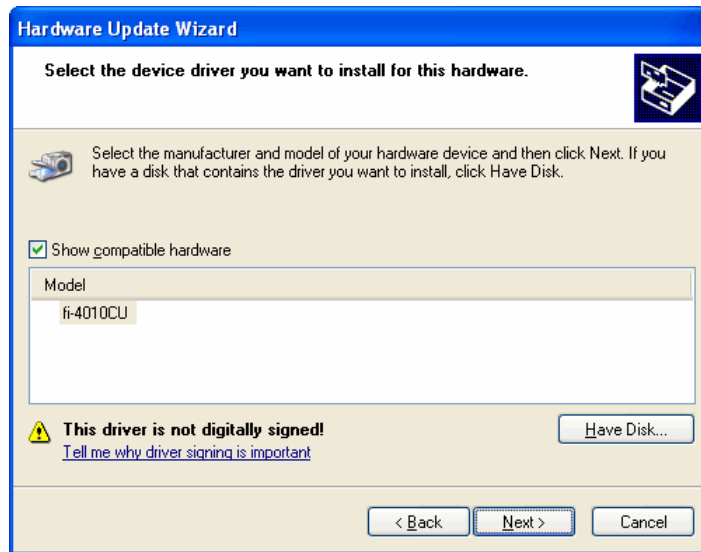 Hardware Update Wizard
Select the device driver you want to install for this hardware.
Select the manufacturer and model of your hardware device and then click Next. If you
have a disk that contains the driver you want to install, click Have Disk.
Show compatible hardware
Model
fi-4010CU
This driver is not digitally signed!
Have Disk...
Tell me why driver signing is important
< Back
Next >
Cancel